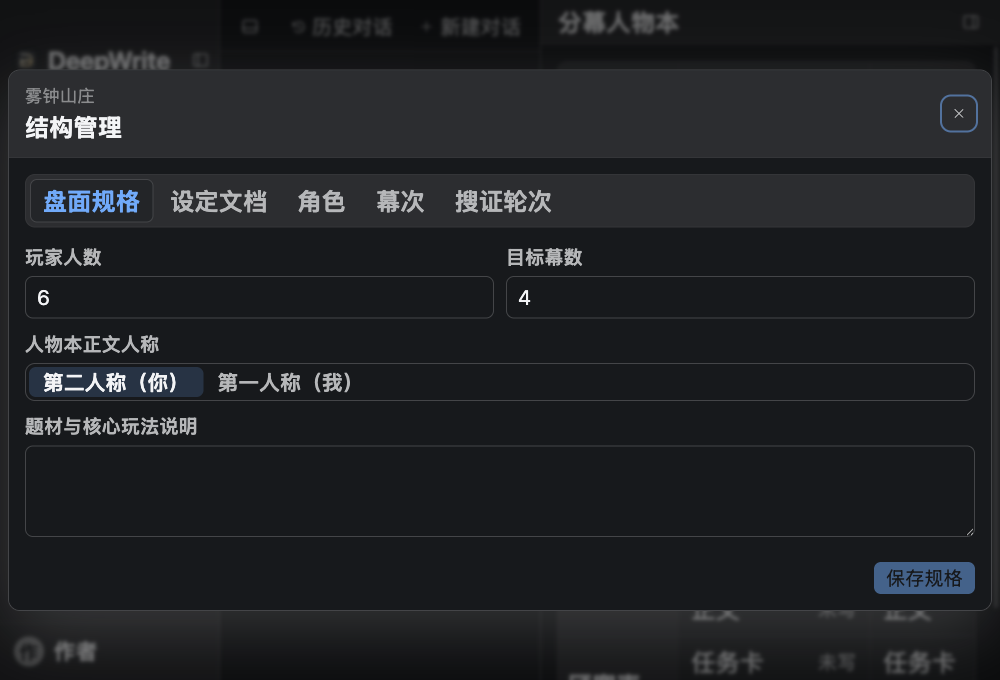 历史对话
新建对话
分幕人物本
DeepWrite
雾钟山庄
结构管理
盘面规格
设定文档
角色
幕次
搜证轮次
玩家人数
目标幕数
6
4
人物本正文人称
第二人称（你）
第一人称（我）
题材与核心玩法说明
保存规格
正文
未写
正文
作者
任务卡
未写
任务卡